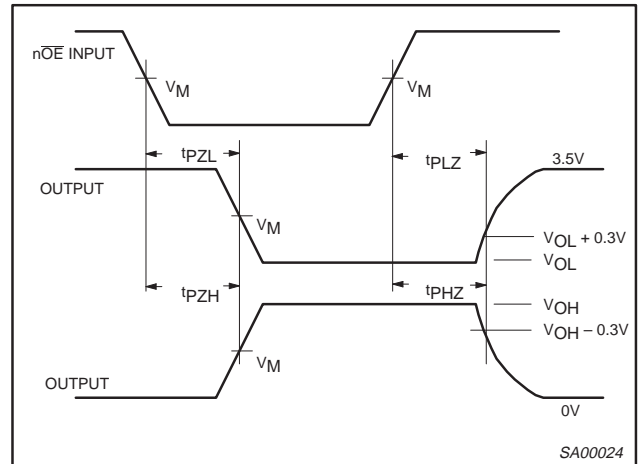 nOE INPUT
VM
VM
tPZL
tPLZ
3.5V
OUTPUT
VM
VOL + 0.3V
VOL
tPZH
tPHZ
VOH
VOH – 0.3V
VM
OUTPUT
0V
SA00024